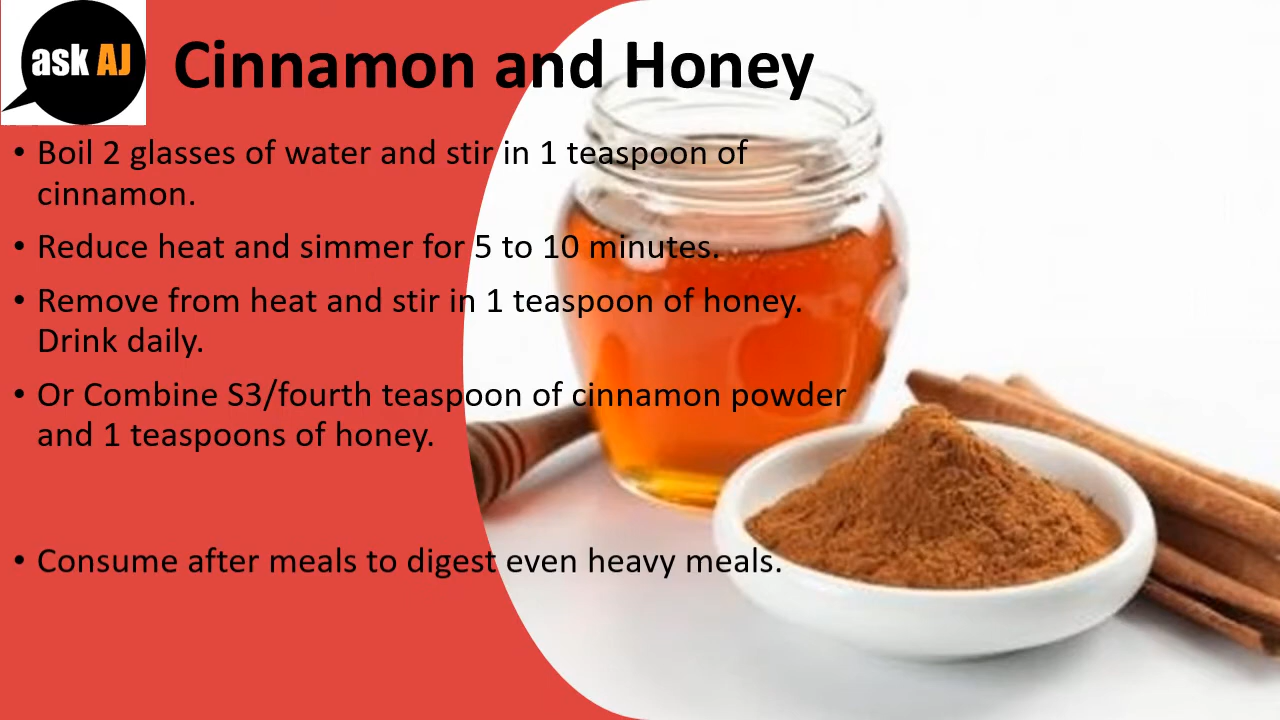 ask AJ
Cinnamon and Honey
• Boil 2 glasses of water and stir in 1 teaspoon of
cinnamon.
• Reduce heat and simmer for 5 to 10 minutes.
• Remove from heat and stir in 1 teaspoon of honey.
Drink daily.
• Or Combine S3/fourth teaspoon of cinnamon powder
and 1 teaspoons of honey.
• Consume after meals to digest even heavy meals.